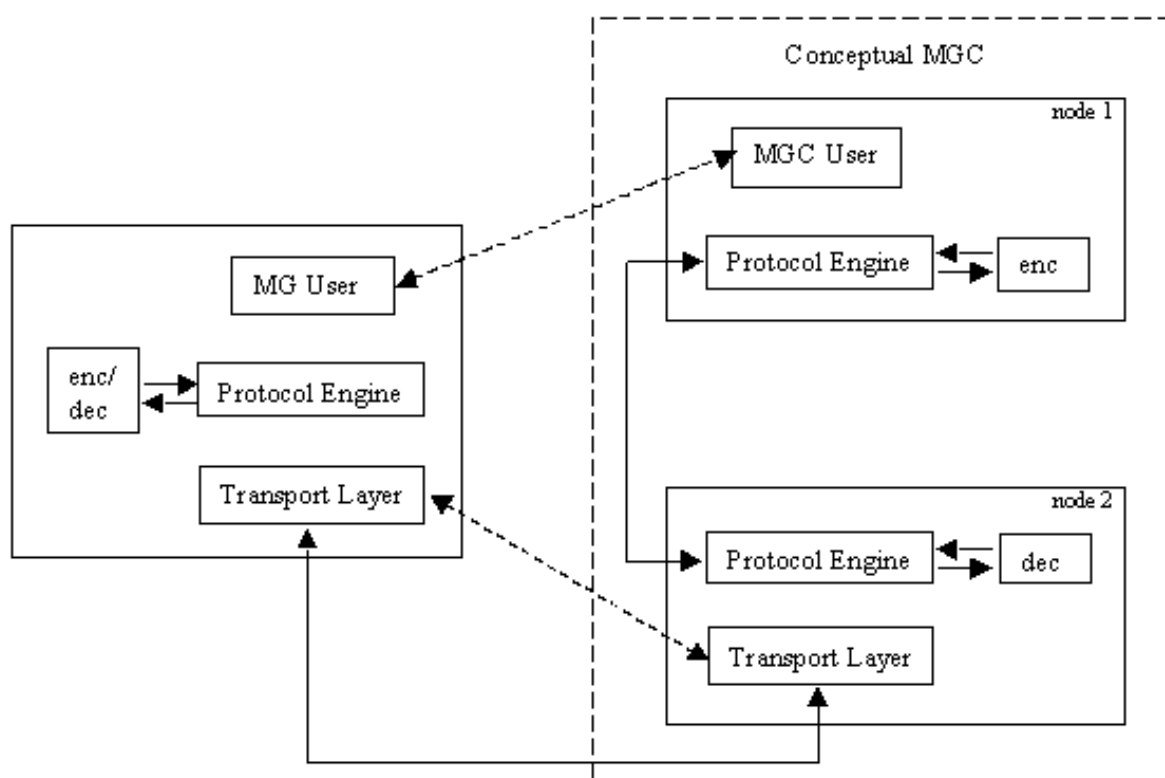 Conceptual MGC
node 1
MGC User
Protocol Engine
enc
MG User
enc/
dec
Protocol Engine
Transport Layer
node 2
Protocol Engine
dec
Transport Layer